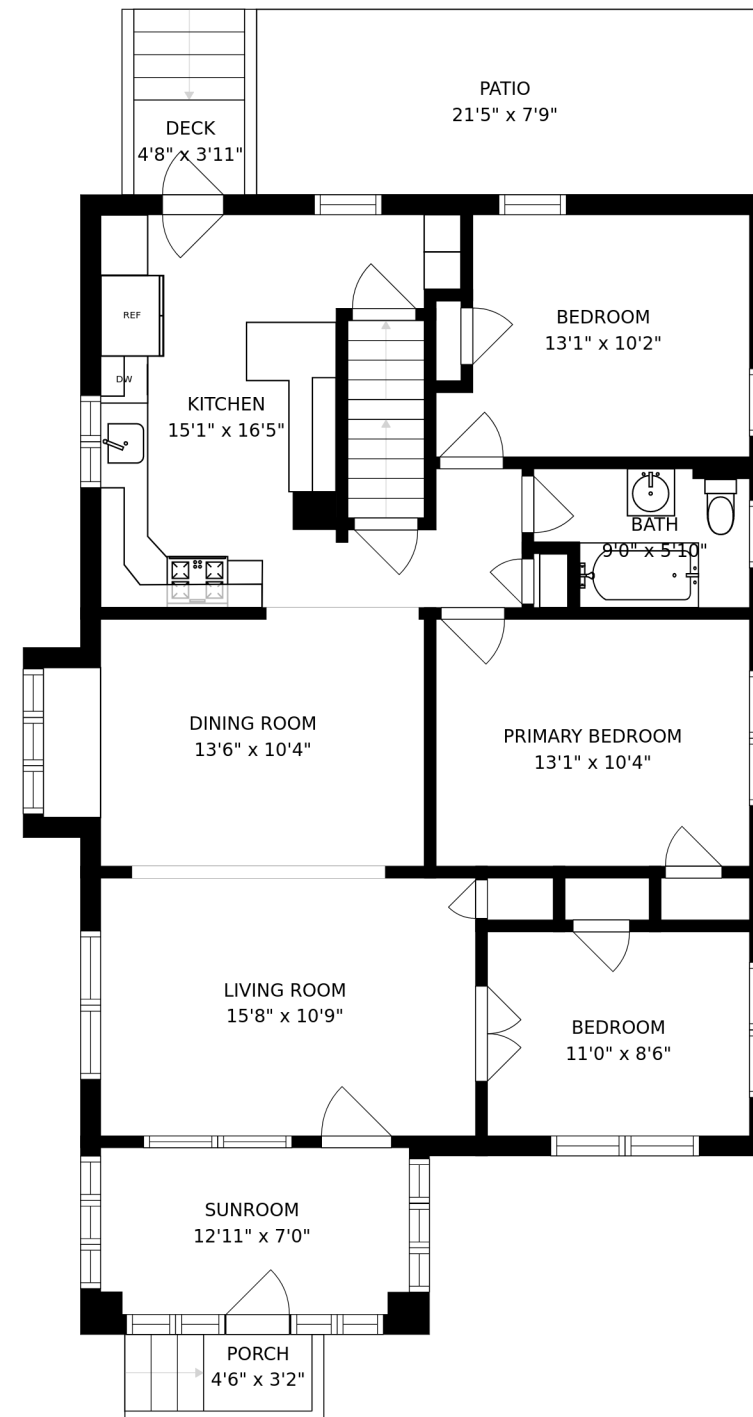 PATIO
21'5" x 7'9"
DECK
4'8" x 3'11"
REF
BEDROOM
13'1" x 10'2"
DW
KITCHEN
15'1" x 16'5"
BATH
9'0" x 5'10"
DINING ROOM
13'6" x 10'4"
PRIMARY BEDROOM
13'1" x 10'4"
LIVING ROOM
15'8" x 10'9"
BEDROOM
11'0" x 8'6"
SUNROOM
12'11" x 7'0"
PORCH
4'6" x 3'2"